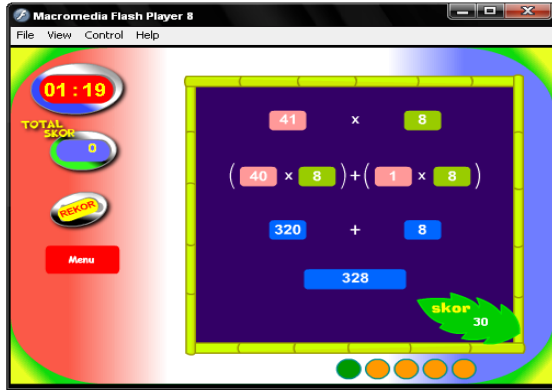 Macromedia Flash Player 8
File View Control Help
01 : 19
TOTAL
SKOR
0
REKOR
Menu
41 x 8
( 40 x 8 ) + ( 1 x 8 )
320 + 8
328
skor
30